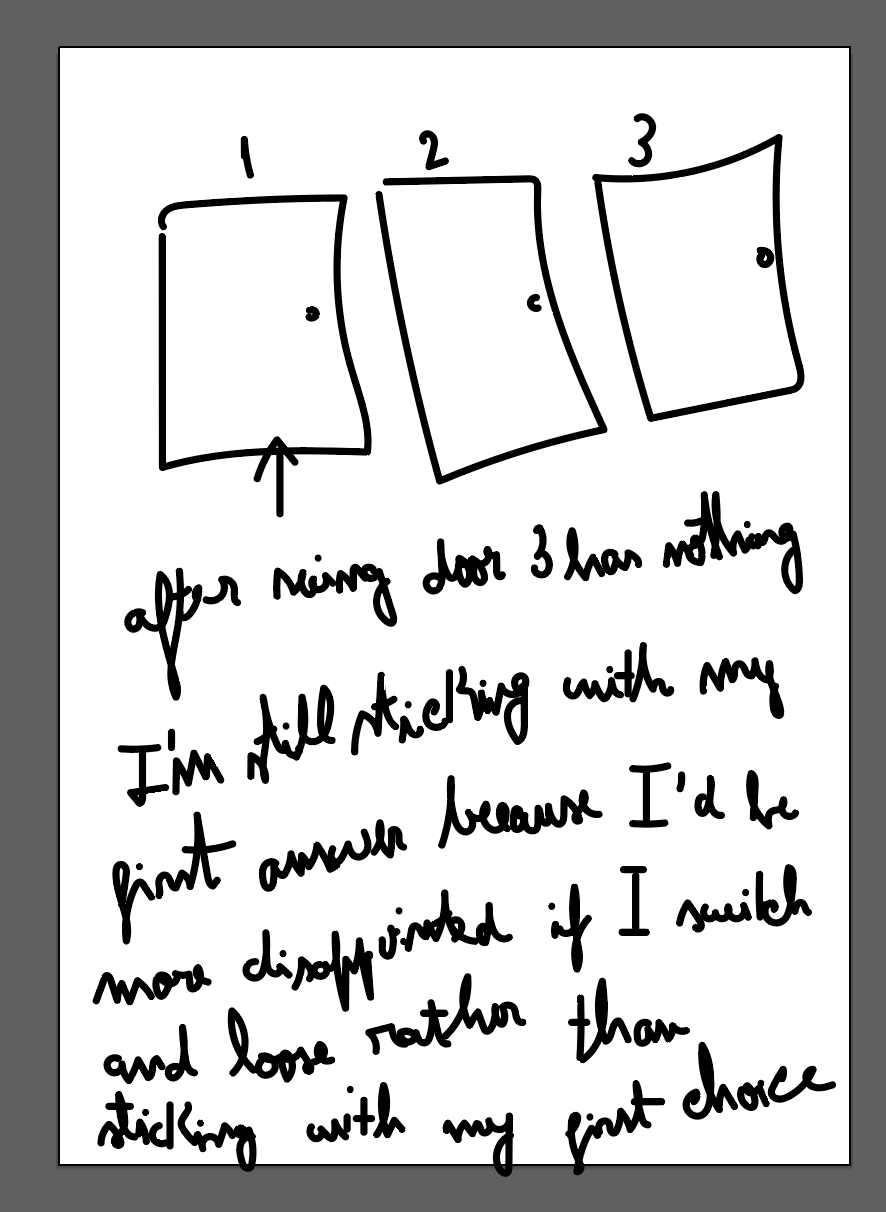 1 2 3
after seing door 3 has nothing
I'm still sticking with my
first answer because I'd be
more disappointed if I switch
and loose rather than
sticking with my first choice